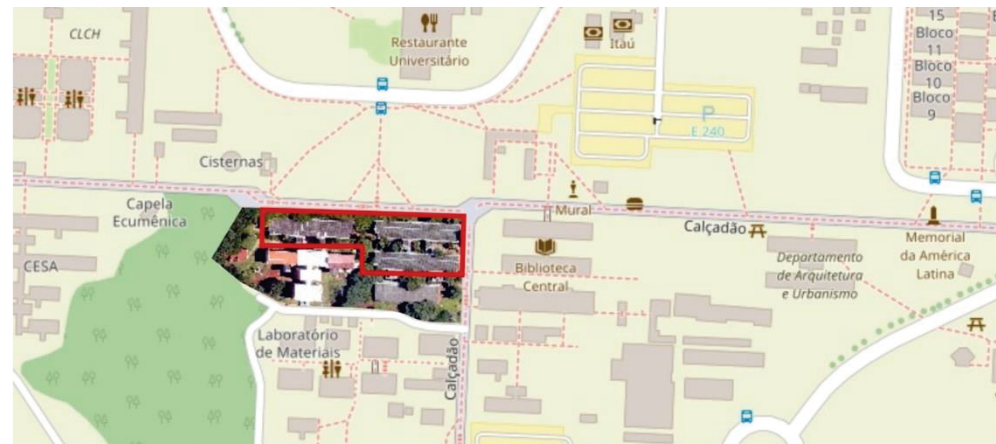 CLCH
Restaurante
Universitário
Itaú
15
Bloco
11
Bloco
10
Bloco
9
P
E 240
Cisternas
Capela
Ecumênica
Mural
Calçadão
CESA
Biblioteca
Central
Departamento
de Arquitetura
e Urbanismo
Memorial
da América
Latina
Laboratório
de Materiais
Calçadão